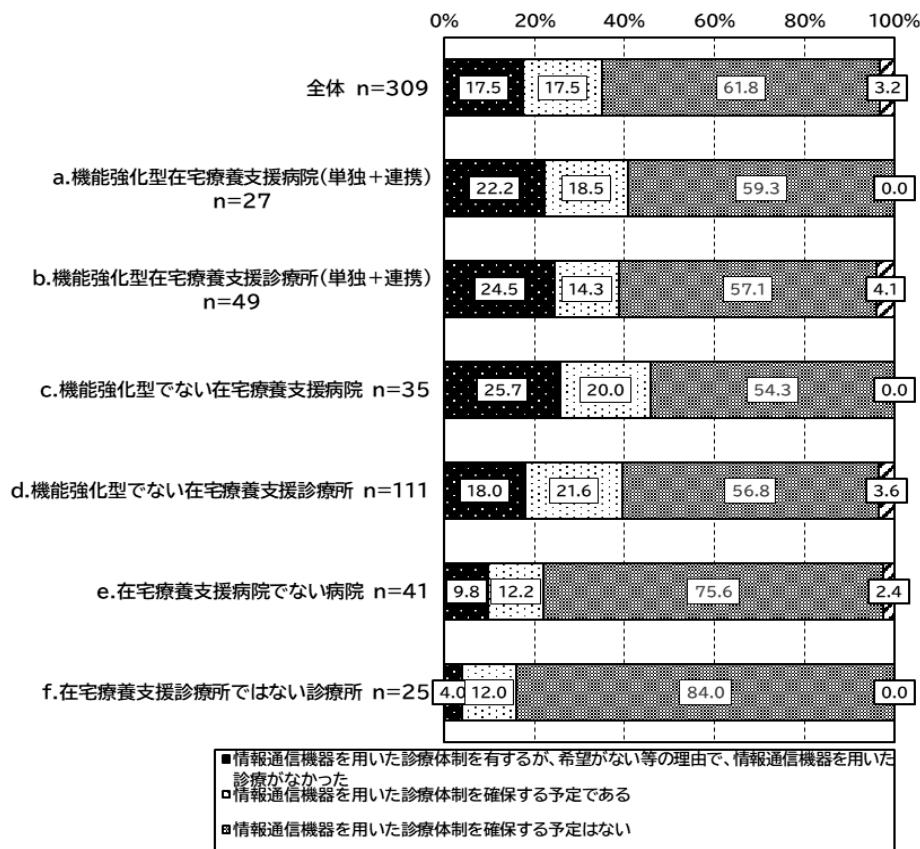 0% 20% 40% 60% 80% 100%
全体 n=309 17.5 17.5 61.8 3.2
a.機能強化型在宅療養支援病院(単独+連携)
n=27
22.2 18.5 59.3 0.0
b.機能強化型在宅療養支援診療所(単独+連携)
n=49
24.5 14.3 57.1 4.1
c.機能強化型でない在宅療養支援病院 n=35 25.7 20.0 54.3 0.0
d.機能強化型でない在宅療養支援診療所 n=111 18.0 21.6 56.8 3.6
e.在宅療養支援病院でない病院 n=41 9.8 12.2 75.6 2.4
f.在宅療養支援診療所ではない診療所 n=25 4.0 12.0 84.0 0.0
情報通信機器を用いた診療体制を有するが、希望がない等の理由で、情報通信機器を用いた
診療がなかった
情報通信機器を用いた診療体制を確保する予定である
情報通信機器を用いた診療体制を確保する予定はない